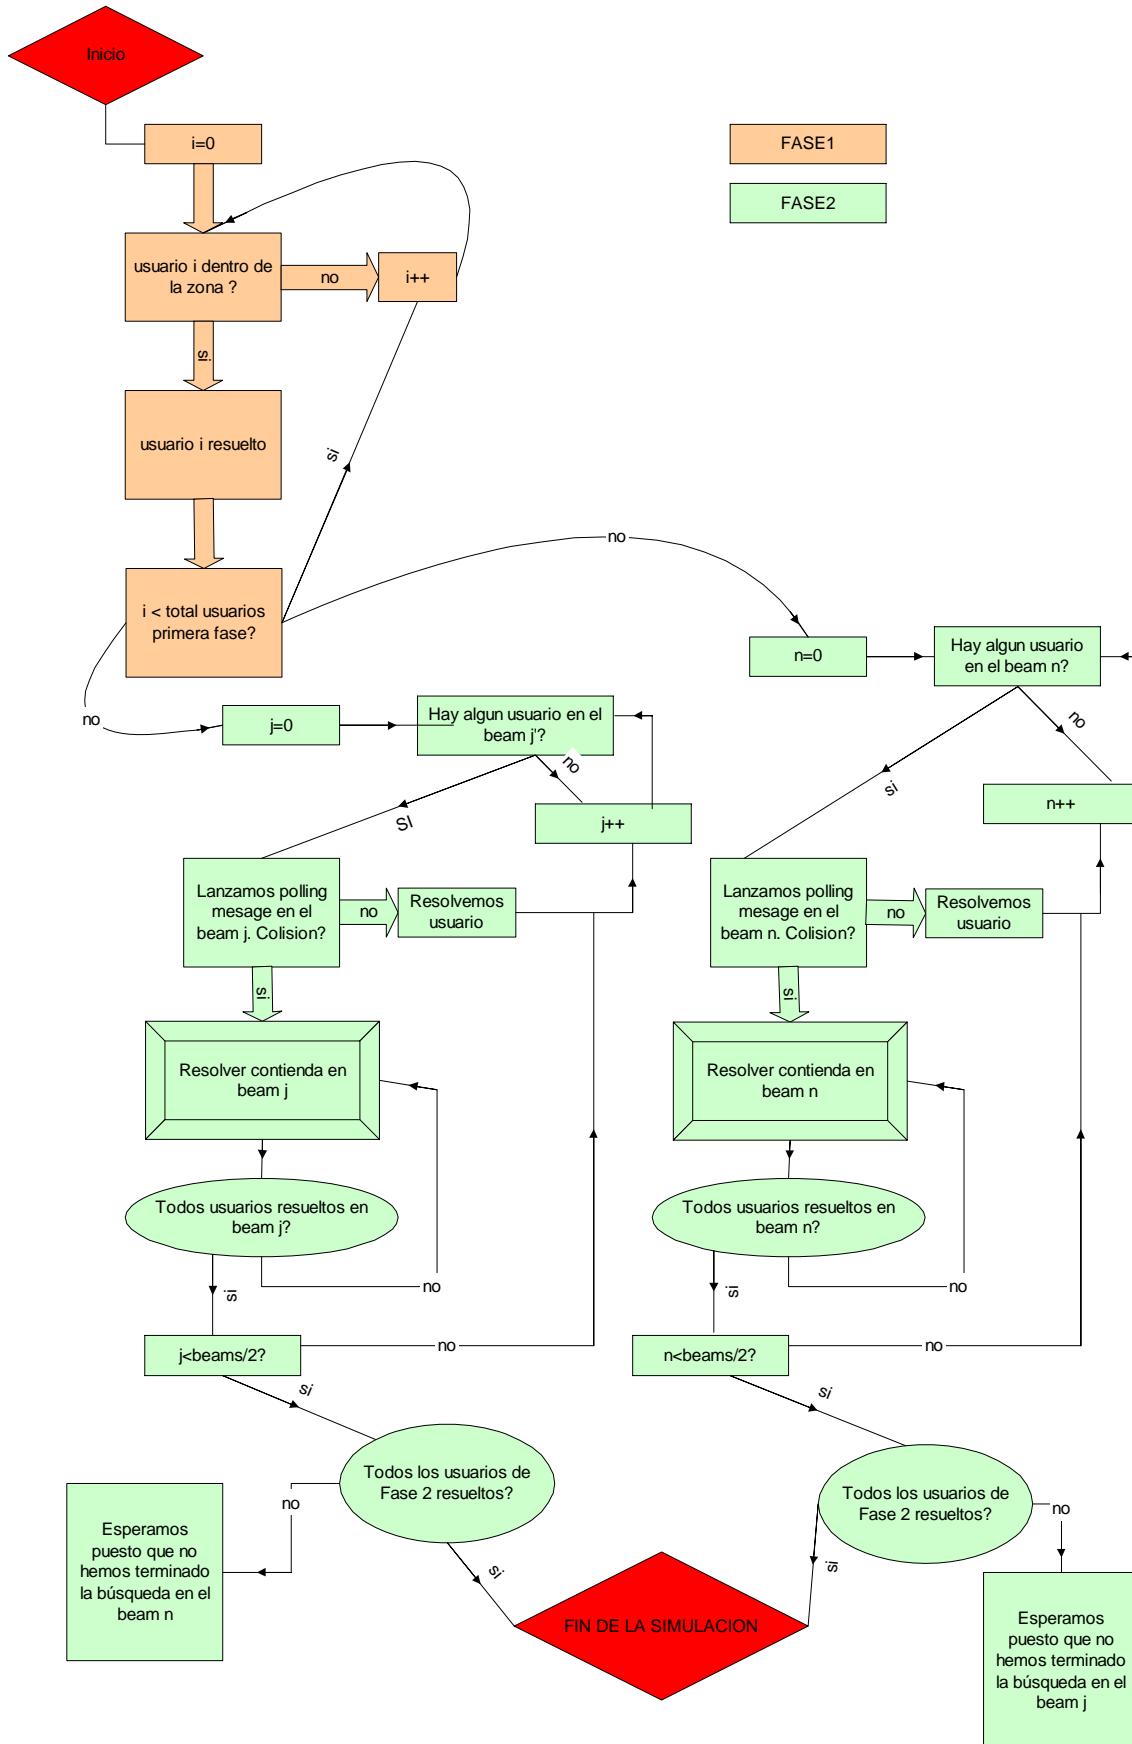 Inicio
i=0
FASE1
FASE2
usuario i dentro de
la zona ?
no
i++
si
usuario i resuelto
si
no
i < total usuarios
primera fase?
no
n=0
Hay algun usuario
en el beam n?
j=0
Hay algun usuario en el
beam j'?
no
no
si
n++
SI
j++
Lanzamos polling
mesage en el
beam j. Colision?
no
Resolvemos
usuario
Lanzamos polling
mesage en el
beam n. Colision?
no
Resolvemos
usuario
si
si
Resolver contienda en
beam j
Resolver contienda en
beam n
Todos usuarios resueltos en
beam j?
Todos usuarios resueltos en
beam n?
no
no
si
si
j<beams/2?
no
n<beams/2?
no
si
si
Todos los usuarios de
Fase 2 resueltos?
Todos los usuarios de
Fase 2 resueltos?
no
no
Esperamos
puesto que no
hemos terminado
la búsqueda en el
beam n
si
si
FIN DE LA SIMULACION
Esperamos
puesto que no
hemos terminado
la búsqueda en el
beam j